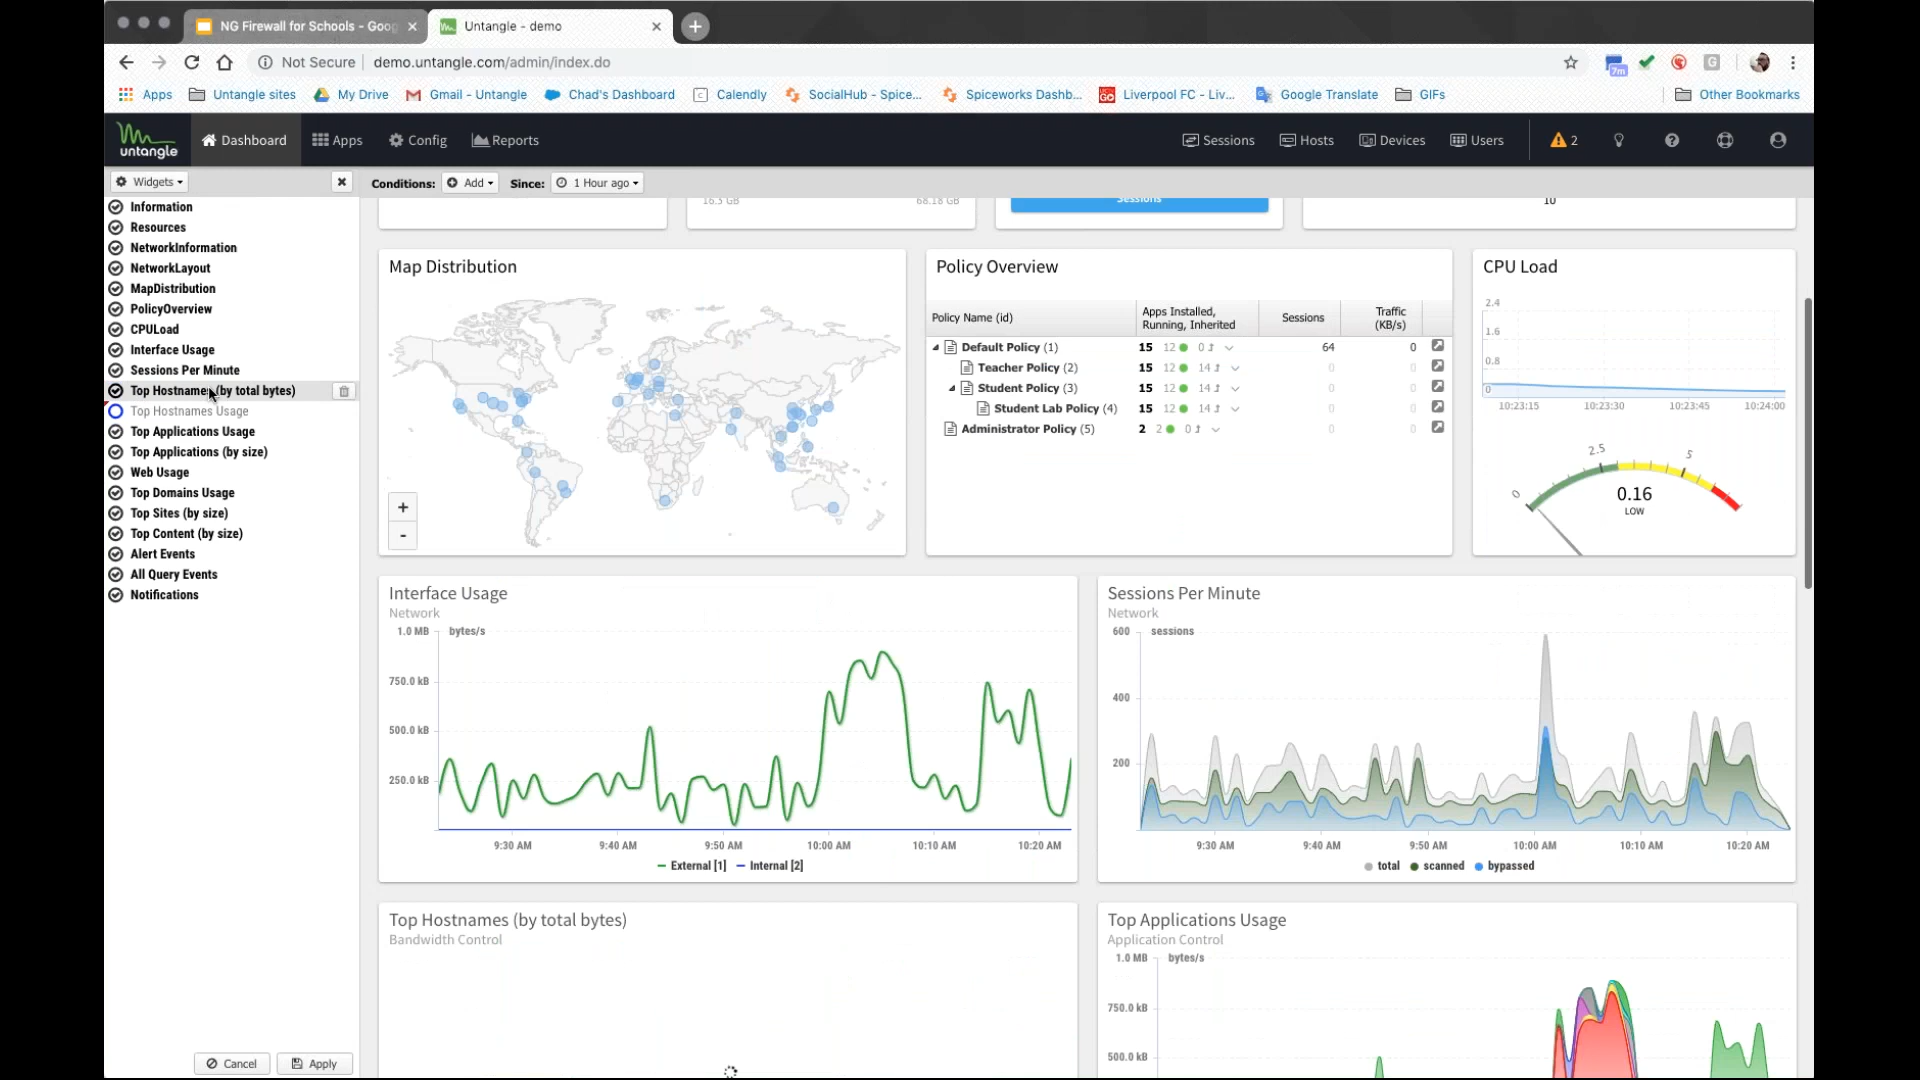 NG Firewall for Schools - Goog
Untangle - demo
Not Secure
demo.untangle.com/admin/index.do
7m
Apps
Untangle sites
My Drive
Gmail - Untangle
Chad's Dashboard
Calendly
SocialHub - Spice...
Spiceworks Dashb...
Liverpool FC - Liv...
Google Translate
GIFs
Other Bookmarks
untangle
Dashboard
Apps
Config
Reports
Sessions
Hosts
Devices
Users
2
Widgets
Conditions:
Add
Since:
1 Hour ago
Information
Resources
NetworkInformation
NetworkLayout
MapDistribution
PolicyOverview
CPULoad
Interface Usage
Sessions Per Minute
Top Hostnames (by total bytes)
Top Hostnames Usage
Top Applications Usage
Top Applications (by size)
Web Usage
Top Domains Usage
Top Sites (by size)
Top Content (by size)
Alert Events
All Query Events
Notifications
Cancel
Apply
16.3 GB
68.18 GB
Sessions
10
Map Distribution
+
-
Policy Overview
Policy Name (id)
Apps Installed,
Running, Inherited
Sessions
Traffic
(KB/s)
Default Policy (1) 15 12 0 64 0
Teacher Policy (2) 15 12 14 0 0
Student Policy (3) 15 12 14 0 0
Student Lab Policy (4) 15 12 14 0 0
Administrator Policy (5) 2 2 0 0 0
CPU Load
2.4
1.6
0.8
0
10:23:15 10:23:30 10:23:45 10:24:00
0
2.5
5
0.16
LOW
Interface Usage
Network
1.0 MB
bytes/s
750.0 kB
500.0 kB
250.0 kB
9:30 AM 9:40 AM 9:50 AM 10:00 AM 10:10 AM 10:20 AM
External [1] Internal [2]
Sessions Per Minute
Network
600
sessions
400
200
9:30 AM 9:40 AM 9:50 AM 10:00 AM 10:10 AM 10:20 AM
total scanned bypassed
Top Hostnames (by total bytes)
Bandwidth Control
Top Applications Usage
Application Control
1.0 MB
bytes/s
750.0 kB
500.0 kB